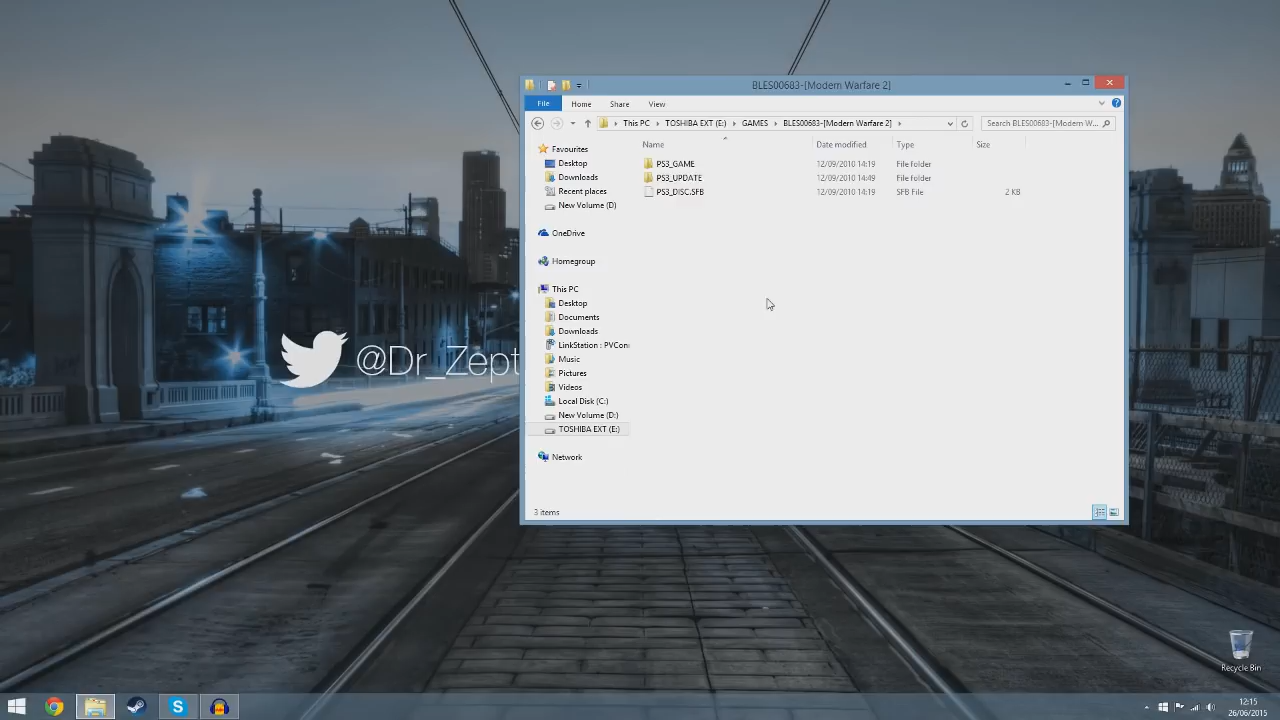 BLES00683-[Modern Warfare 2]
File Home Share View
This PC TOSHIBA EXT (E:) GAMES BLES00683-[Modern Warfare 2]
Search BLES00683-[Modern W...
Name Date modified Type Size
PS3_GAME 12/09/2010 14:19 File folder
PS3_UPDATE 12/09/2010 14:49 File folder
PS3_DISC.SFB 12/09/2010 14:19 SFB File 2 KB
Favourites
Desktop
Downloads
Recent places
New Volume (D)
OneDrive
Homegroup
This PC
Desktop
Documents
Downloads
LinkStation : PVCon
Music
Pictures
Videos
Local Disk (C:)
New Volume (D:)
TOSHIBA EXT (E:)
Network
3 items
@Dr_Zept
Recycle Bin
12:15
26/06/2015